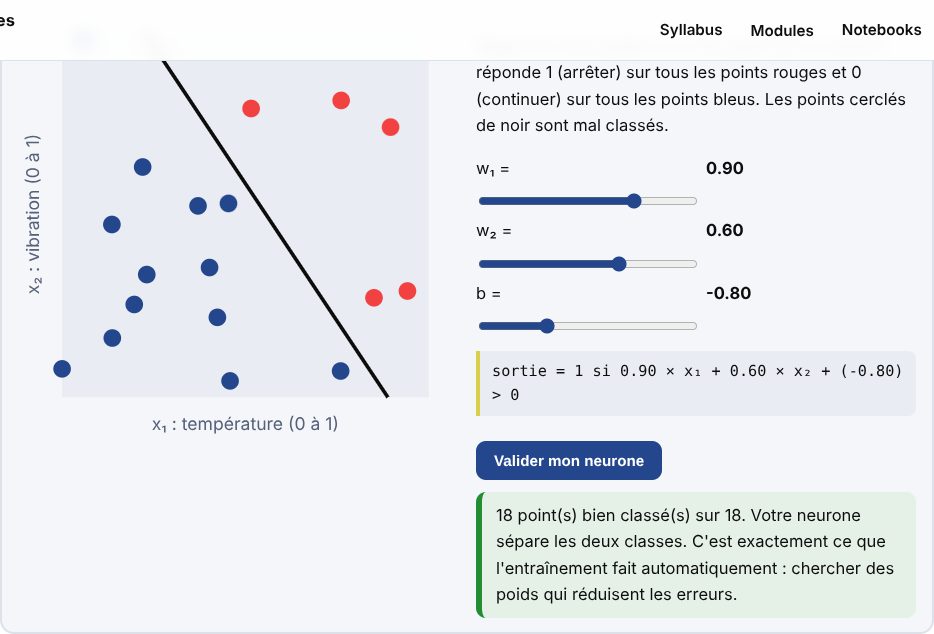 es
Syllabus
Modules
Notebooks
réponde 1 (arrêter) sur tous les points rouges et 0
(continuer) sur tous les points bleus. Les points cerclés
de noir sont mal classés.
w₁ =
0.90
w₂ =
0.60
b =
-0.80
sortie = 1 si 0.90 × x₁ + 0.60 × x₂ + (-0.80)
> 0
Valider mon neurone
18 point(s) bien classé(s) sur 18. Votre neurone
sépare les deux classes. C'est exactement ce que
l'entraînement fait automatiquement : chercher des
poids qui réduisent les erreurs.
x₂ : vibration (0 à 1)
x₁ : température (0 à 1)